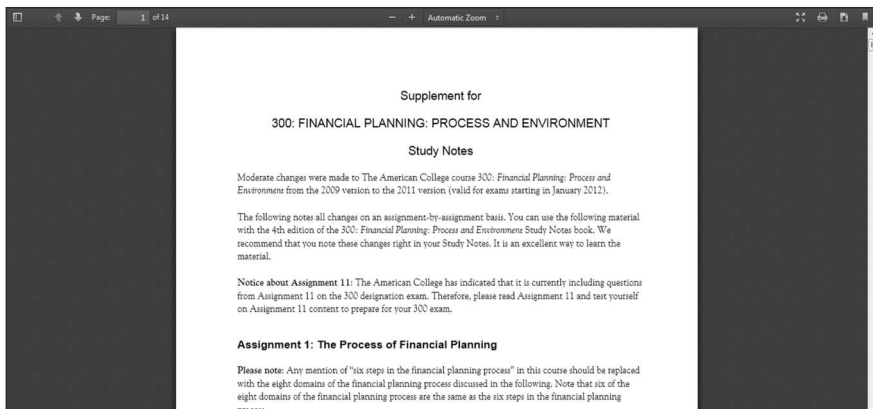 Page: 1 of 14 − + Automatic Zoom
Supplement for
300: FINANCIAL PLANNING: PROCESS AND ENVIRONMENT
Study Notes
Moderate changes were made to The American College course 300: Financial Planning: Process and
Environment from the 2009 version to the 2011 version (valid for exams starting in January 2012).
The following notes all changes on an assignment-by-assignment basis. You can use the following material
with the 4th edition of the 300: Financial Planning: Process and Environment Study Notes book. We
recommend that you note these changes right in your Study Notes. It is an excellent way to learn the
material.
Notice about Assignment 11: The American College has indicated that it is currently including questions
from Assignment 11 on the 300 designation exam. Therefore, please read Assignment 11 and test yourself
on Assignment 11 content to prepare for your 300 exam.
Assignment 1: The Process of Financial Planning
Please note: Any mention of “six steps in the financial planning process” in this course should be replaced
with the eight domains of the financial planning process discussed in the following. Note that six of the
eight domains of the financial planning process are the same as the six steps in the financial planning